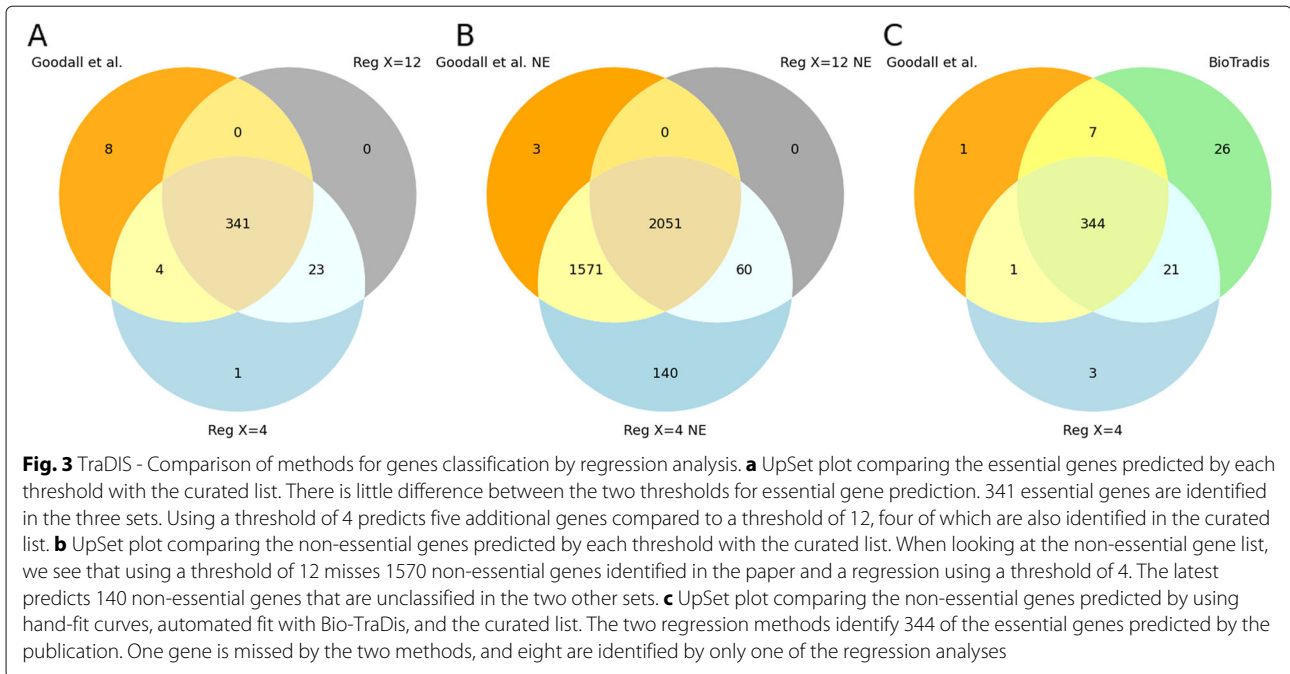 A
B
C
Goodall et al.
Reg X=12
Goodall et al. NE
Reg X=12 NE
Goodall et al.
BioTradis
8
0
0
341
4
23
1
Reg X=4
3
0
0
2051
1571
60
140
Reg X=4 NE
1
7
26
344
1
21
3
Reg X=4
Fig. 3 TraDIS - Comparison of methods for genes classification by regression analysis. a UpSet plot comparing the essential genes predicted by each
threshold with the curated list. There is little difference between the two thresholds for essential gene prediction. 341 essential genes are identified
in the three sets. Using a threshold of 4 predicts five additional genes compared to a threshold of 12, four of which are also identified in the curated
list. b UpSet plot comparing the non-essential genes predicted by each threshold with the curated list. When looking at the non-essential gene list,
we see that using a threshold of 12 misses 1570 non-essential genes identified in the paper and a regression using a threshold of 4. The latest
predicts 140 non-essential genes that are unclassified in the two other sets. c UpSet plot comparing the non-essential genes predicted by using
hand-fit curves, automated fit with Bio-TraDis, and the curated list. The two regression methods identify 344 of the essential genes predicted by the
publication. One gene is missed by the two methods, and eight are identified by only one of the regression analyses